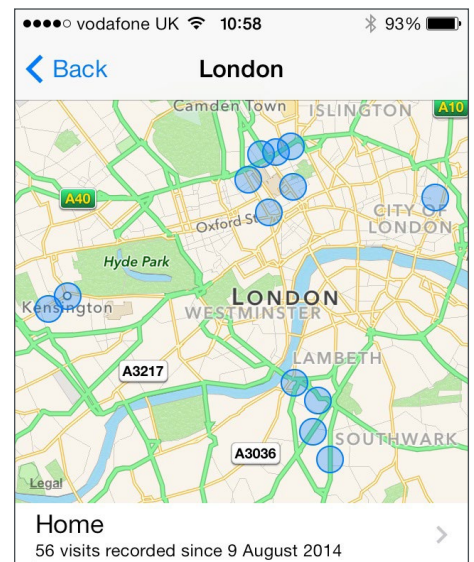 vodafone UK 10:58 93%
Back London
Camden Town
ISLINGTON
A10
A40
CITY OF
LONDON
Oxford St
Hyde Park
LONDON
Kensington
WESTMINSTER
LAMBETH
A3217
SOUTHWARK
A3036
Legal
Home
56 visits recorded since 9 August 2014